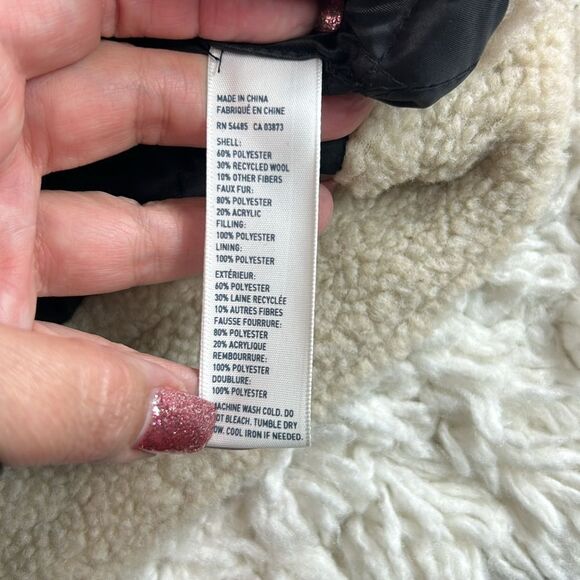 MADE IN CHINA
FABRIQUÉ EN CHINE
RN 54485 CA 03873
SHELL:
60% POLYESTER
30% RECYCLED WOOL
10% OTHER FIBERS
FAUX FUR:
80% POLYESTER
20% ACRYLIC
FILLING:
100% POLYESTER
LINING:
100% POLYESTER
EXTÉRIEUR:
60% POLYESTER
30% LAINE RECYCLÉE
10% AUTRES FIBRES
FAUSSE FOURRURE:
80% POLYESTER
20% ACRYLIQUE
REMBOURRURE:
100% POLYESTER
DOUBLURE:
100% POLYESTER
MACHINE WASH COLD. DO
NOT BLEACH. TUMBLE DRY
LOW. COOL IRON IF NEEDED.